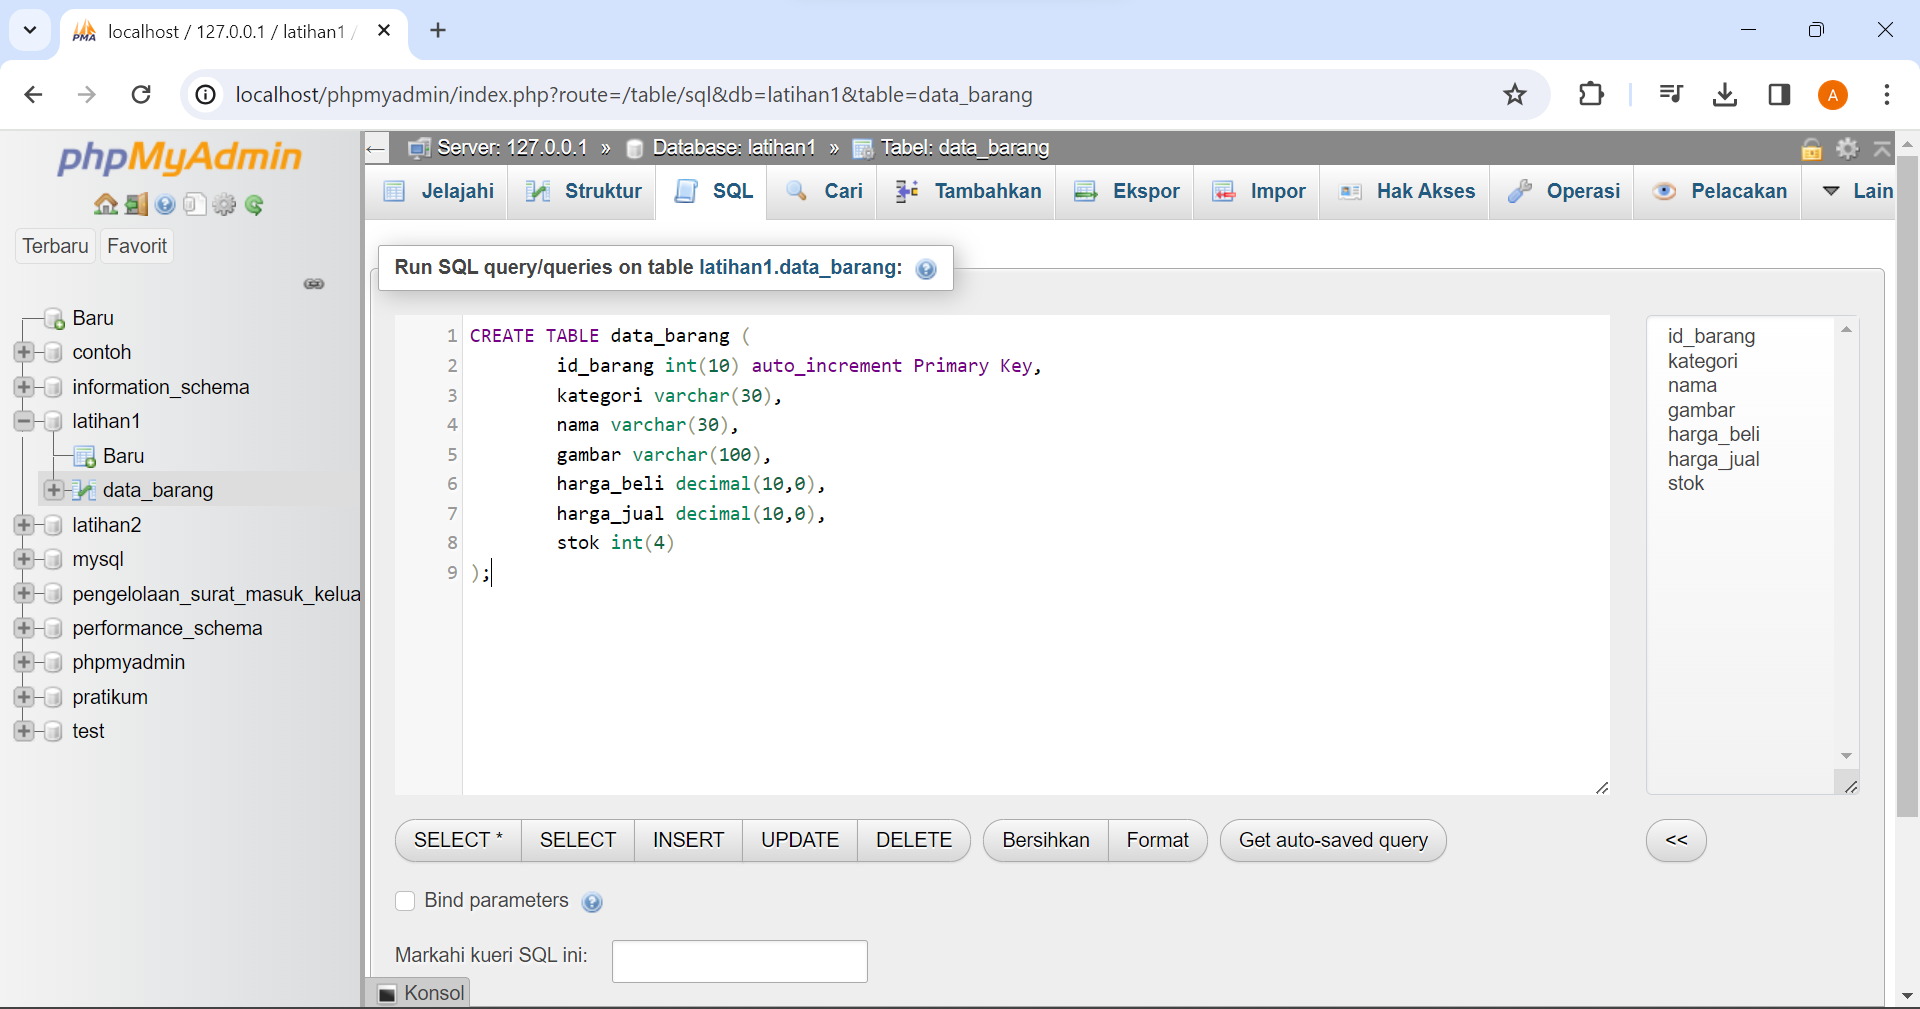 localhost / 127.0.0.1 / latihan1 /
localhost/phpmyadmin/index.php?route=/table/sql&db=latihan1&table=data_barang
A
phpMyAdmin
Terbaru Favorit
Baru
contoh
information_schema
latihan1
Baru
data_barang
latihan2
mysql
pengelolaan_surat_masuk_kelua
performance_schema
phpmyadmin
pratikum
test
Server: 127.0.0.1 » Database: latihan1 » Tabel: data_barang
Jelajahi Struktur SQL Cari Tambahkan Ekspor Impor Hak Akses Operasi Pelacakan Lain
Run SQL query/queries on table latihan1.data_barang:
1 CREATE TABLE data_barang (
2 id_barang int(10) auto_increment Primary Key,
3 kategori varchar(30),
4 nama varchar(30),
5 gambar varchar(100),
6 harga_beli decimal(10,0),
7 harga_jual decimal(10,0),
8 stok int(4)
9 );
id_barang
kategori
nama
gambar
harga_beli
harga_jual
stok
SELECT * SELECT INSERT UPDATE DELETE Bersihkan Format Get auto-saved query <<
Bind parameters
Markahi kueri SQL ini:
Konsol